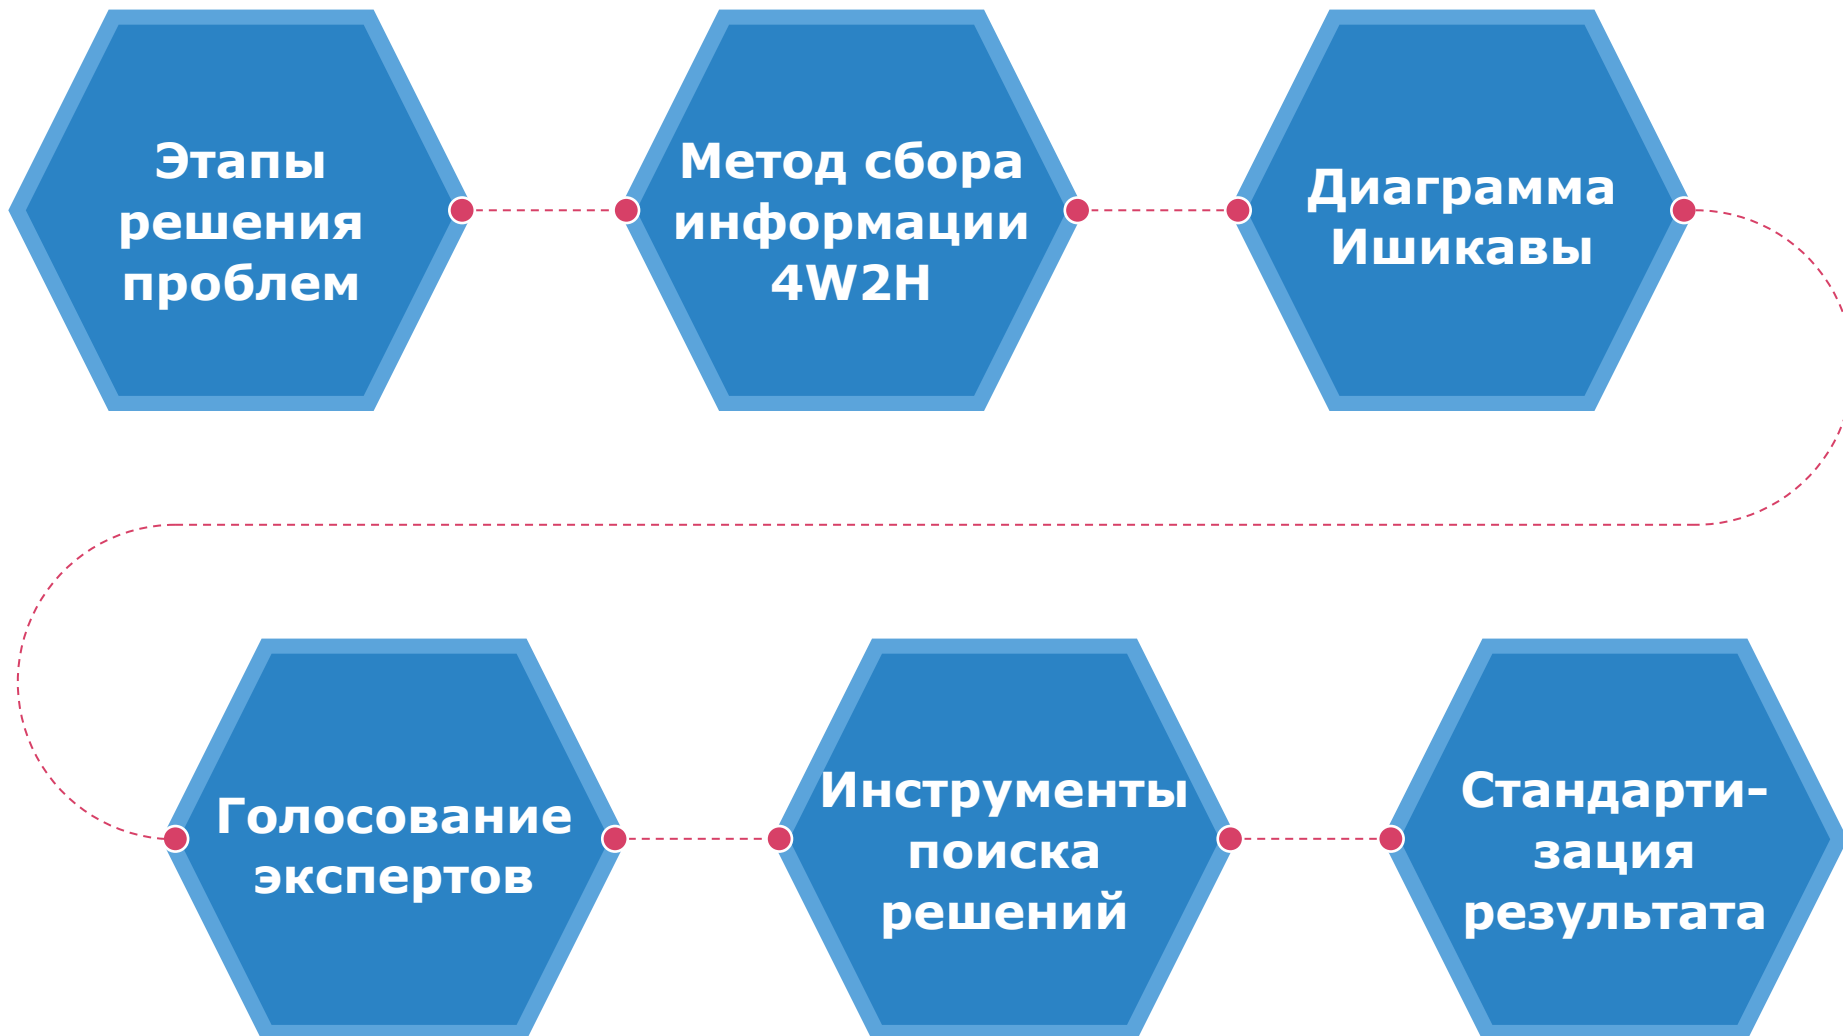 Этапы
решения
проблем
Метод сбора
информации
4W2H
Диаграмма
Ишикавы
Голосование
экспертов
Инструменты
поиска
решений
Стандарти-
зация
результата